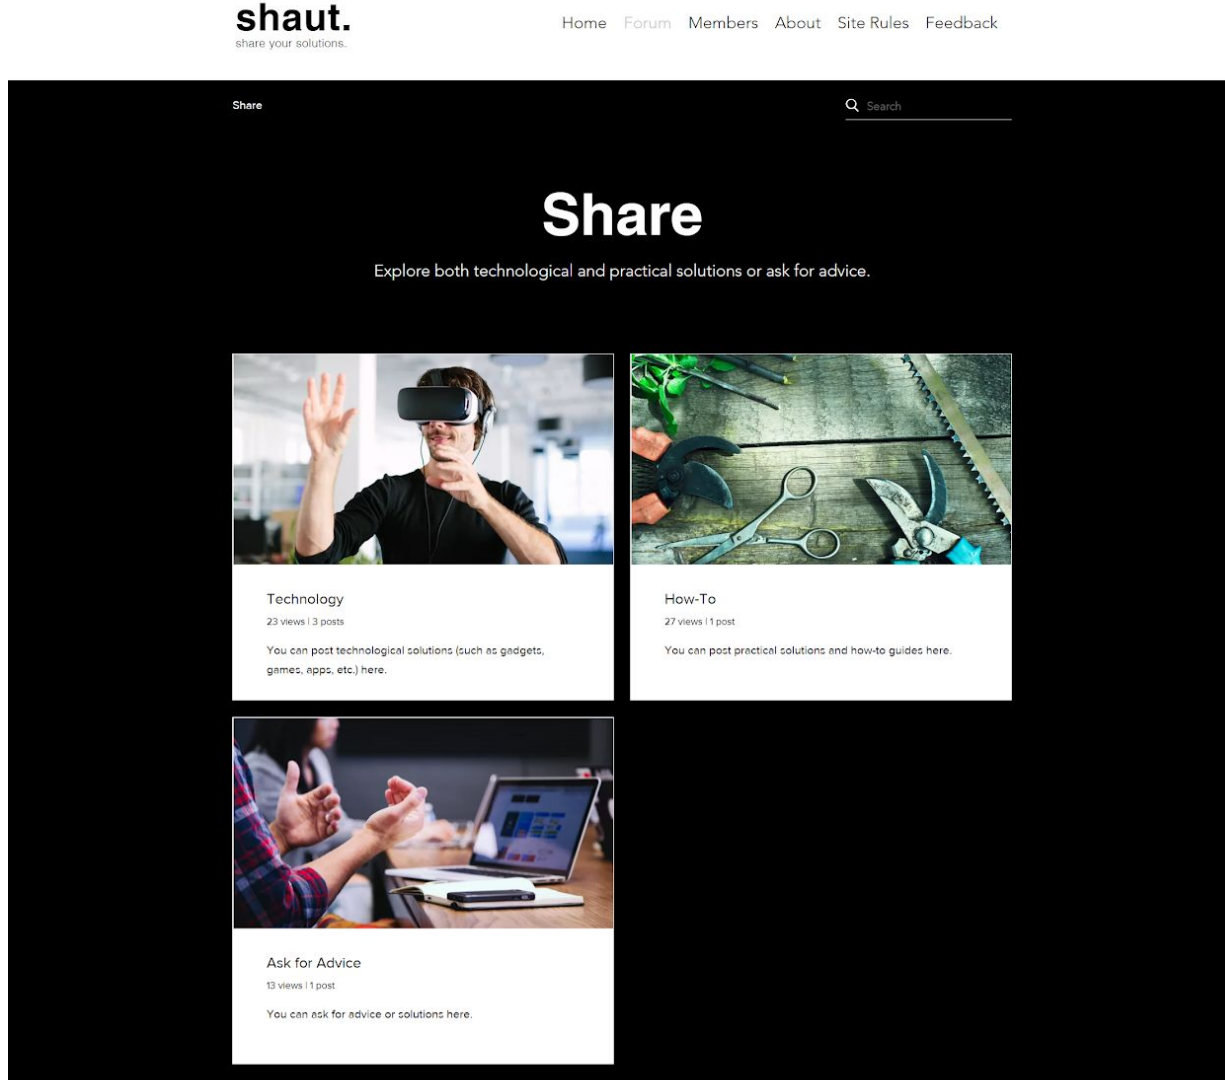 shaut.
share your solutions.
Home Forum Members About Site Rules Feedback
Share
Search
Share
Explore both technological and practical solutions or ask for advice.
Technology
23 views | 3 posts
You can post technological solutions (such as gadgets,
games, apps, etc.) here.
How-To
27 views | 1 post
You can post practical solutions and how-to guides here.
Ask for Advice
13 views | 1 post
You can ask for advice or solutions here.